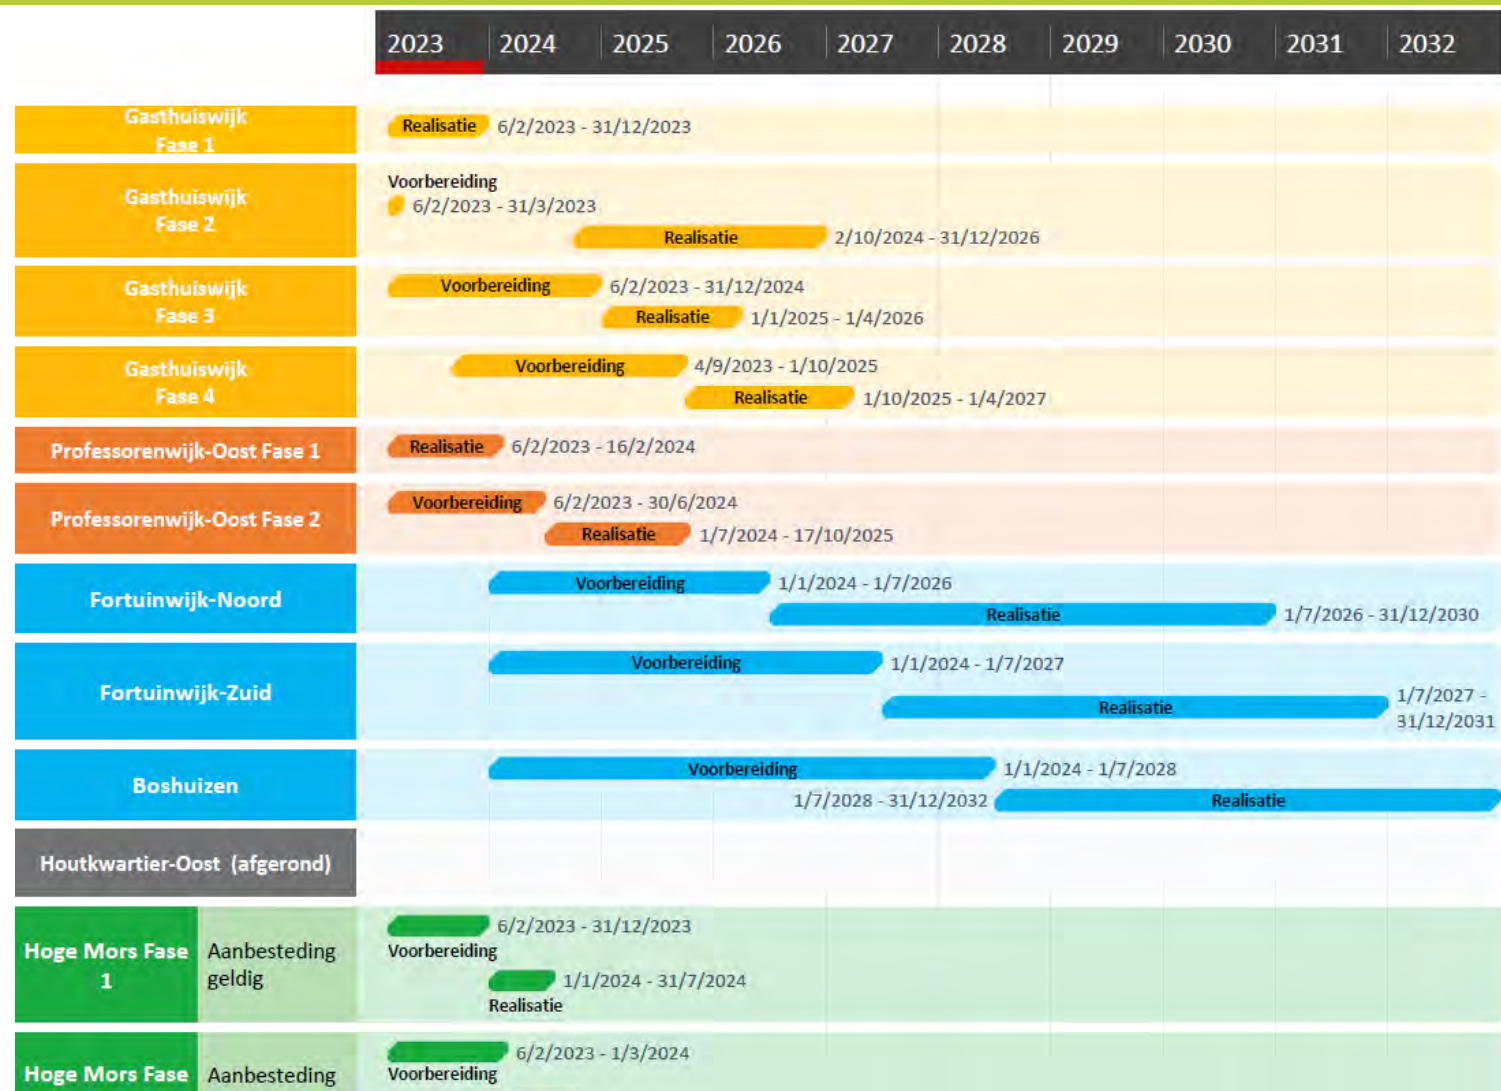 2023 2024 2025 2026 2027 2028 2029 2030 2031 2032
Gasthuiswijk
Fase 1
Realisatie 6/2/2023 - 31/12/2023
Gasthuiswijk
Fase 2
Voorbereiding
6/2/2023 - 31/3/2023
Realisatie 2/10/2024 - 31/12/2026
Gasthuiswijk
Fase 3
Voorbereiding 6/2/2023 - 31/12/2024
Realisatie 1/1/2025 - 1/4/2026
Gasthuiswijk
Fase 4
Voorbereiding 4/9/2023 - 1/10/2025
Realisatie 1/10/2025 - 1/4/2027
Professorenwijk-Oost Fase 1
Realisatie 6/2/2023 - 16/2/2024
Professorenwijk-Oost Fase 2
Voorbereiding 6/2/2023 - 30/6/2024
Realisatie 1/7/2024 - 17/10/2025
Fortuinwijk-Noord
Voorbereiding 1/1/2024 - 1/7/2026
Realisatie 1/7/2026 - 31/12/2030
Fortuinwijk-Zuid
Voorbereiding 1/1/2024 - 1/7/2027
Realisatie
1/7/2027 -
31/12/2031
Boshuizen
Voorbereiding 1/1/2024 - 1/7/2028
1/7/2028 - 31/12/2032 Realisatie
Houtkwartier-Oost (afgerond)
Hoge Mors Fase
1
Aanbesteding
geldig
6/2/2023 - 31/12/2023
Voorbereiding
1/1/2024 - 31/7/2024
Realisatie
Hoge Mors Fase
Aanbesteding
6/2/2023 - 1/3/2024
Voorbereiding